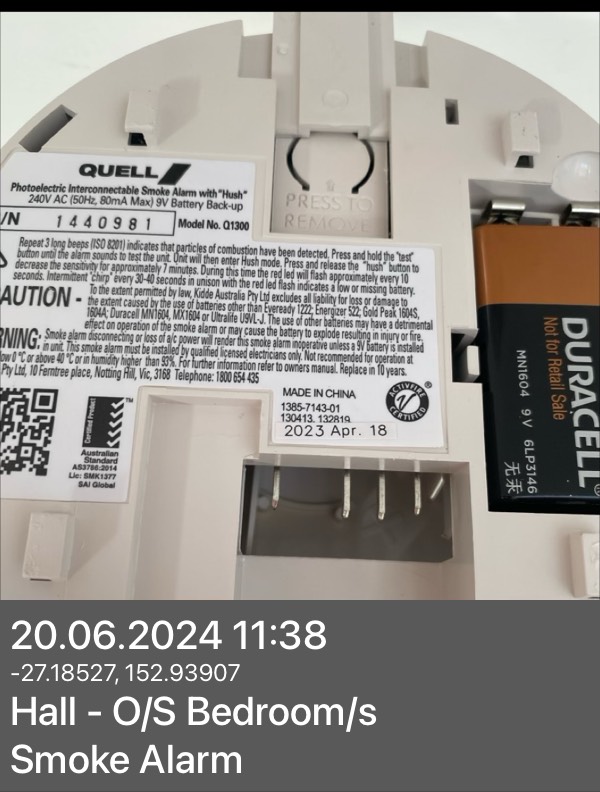 PRESS TO
REMOVE
QUELL
Photoelectric Interconnectable Smoke Alarm with "Hush"
240V AC (50Hz, 80mA Max) 9V Battery Back-up
/N 1440981 Model No. Q1300
Repeat 3 long beeps (ISO 8201) indicates that particles of combustion have been detected. Press and hold the "test"
button until the alarm sounds to test the unit. Unit will then enter Hush mode. Press and release the "hush" button to
decrease the sensitivity for approximately 7 minutes. During this time the red led will flash approximately every 10
seconds. Intermittent "chirp" every 30-40 seconds in unison with the red led flash indicates a low or missing battery.
AUTION - To the extent permitted by law, Kidde Australia Pty Ltd excludes all liability for loss or damage to
the extent caused by the use of batteries other than Eveready 1222; Energizer 522; Gold Peak 1604S,
1604A; Duracell MN1604, MX1604 or Ultralife U9VL-J. The use of other batteries may have a detrimental
effect on operation of the smoke alarm or may cause the battery to explode resulting in injury or fire.
RNING: Smoke alarm disconnecting or loss of a/c power will render this smoke alarm inoperative unless a 9V Battery is installed
in unit. This smoke alarm must be installed by qualified licensed electricians only. Not recommended for operation at
low 0 °C or above 40 °C or in humidity higher than 93%. For further information refer to owners manual. Replace in 10 years.
Pty Ltd, 10 Ferntree place, Notting Hill, Vic, 3168 Telephone: 1800 654 435
Certified Product
TM
Australian
Standard
AS3786:2014
Lic: SMK1377
SAI Global
MADE IN CHINA
1385-7143-01
130413, 132819
2023 Apr. 18
ACTIVFIRE
CERTIFIED
®
DURACELL
Not for Retail Sale
MN1604 9V 6LP3146
无汞
20.06.2024 11:38
-27.18527, 152.93907
Hall - O/S Bedroom/s
Smoke Alarm